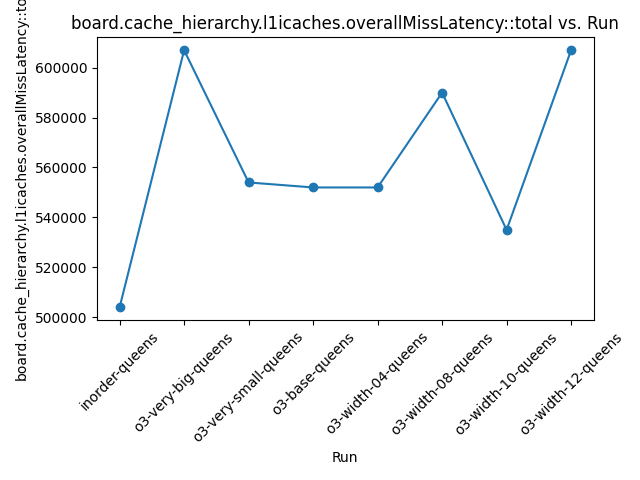 board.cache_hierarchy.l1icaches.overallMissLatency::total vs. Run
board.cache_hierarchy.l1icaches.overallMissLatency::to
600000
580000
560000
540000
520000
500000
inorder-queens
o3-very-big-queens
o3-very-small-queens
o3-base-queens
o3-width-04-queens
o3-width-08-queens
o3-width-10-queens
o3-width-12-queens
Run